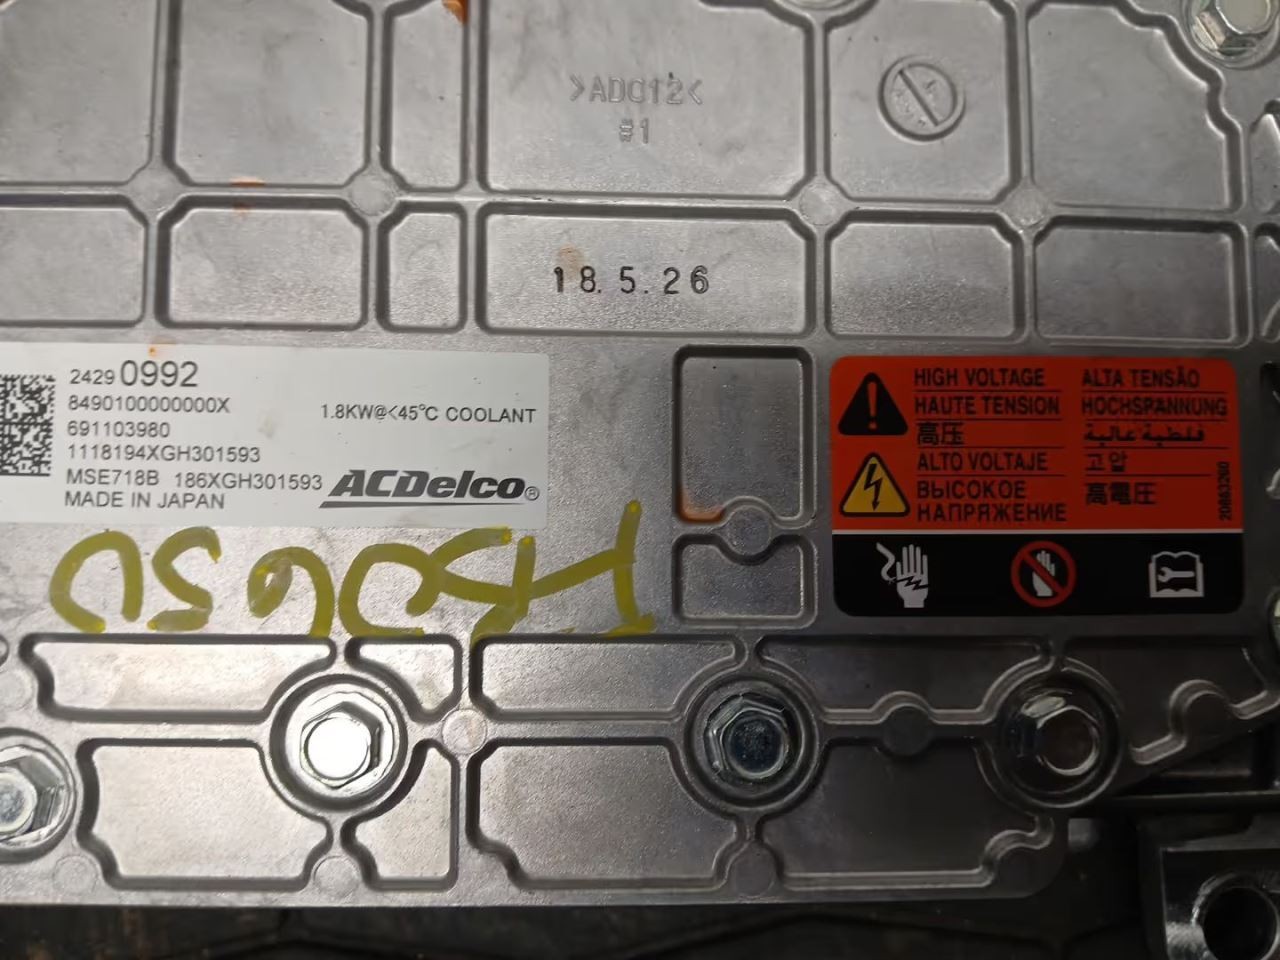 >ADC12<
#1
18.5.26
24290992
8490100000000X
691103980
1118194XGH301593
MSE718B 186XGH301593
MADE IN JAPAN
1.8KW@<45℃ COOLANT
ACDelco®
HIGH VOLTAGE
HAUTE TENSION
高压
ALTO VOLTAJE
ВЫСОКОЕ
НАПРЯЖЕНИЕ
ALTA TENSÃO
HOCHSPANNUNG
فلطية عالية
고압
高電圧
20863260